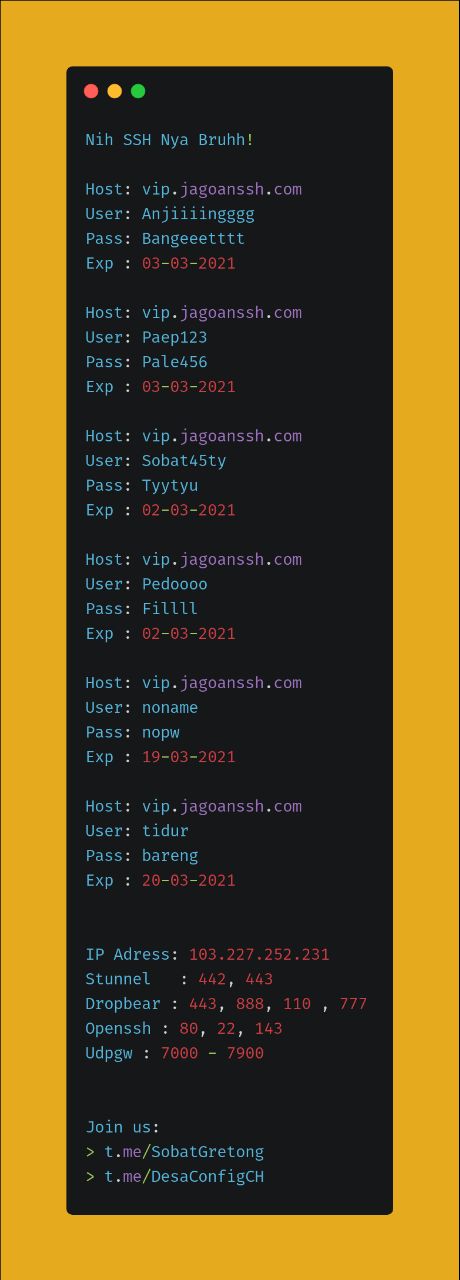 Nih SSH Nya Bruhh!
Host: vip.jagoanssh.com
User: Anjiiiingggg
Pass: Bangeeetttt
Exp : 03-03-2021
Host: vip.jagoanssh.com
User: Paep123
Pass: Pale456
Exp : 03-03-2021
Host: vip.jagoanssh.com
User: Sobat45ty
Pass: Tyytyu
Exp : 02-03-2021
Host: vip.jagoanssh.com
User: Pedoooo
Pass: Fillll
Exp : 02-03-2021
Host: vip.jagoanssh.com
User: noname
Pass: nopw
Exp : 19-03-2021
Host: vip.jagoanssh.com
User: tidur
Pass: bareng
Exp : 20-03-2021
IP Adress: 103.227.252.231
Stunnel   : 442, 443
Dropbear : 443, 888, 110 , 777
Openssh : 80, 22, 143
Udpgw : 7000 - 7900
Join us:
> t.me/SobatGretong
> t.me/DesaConfigCH